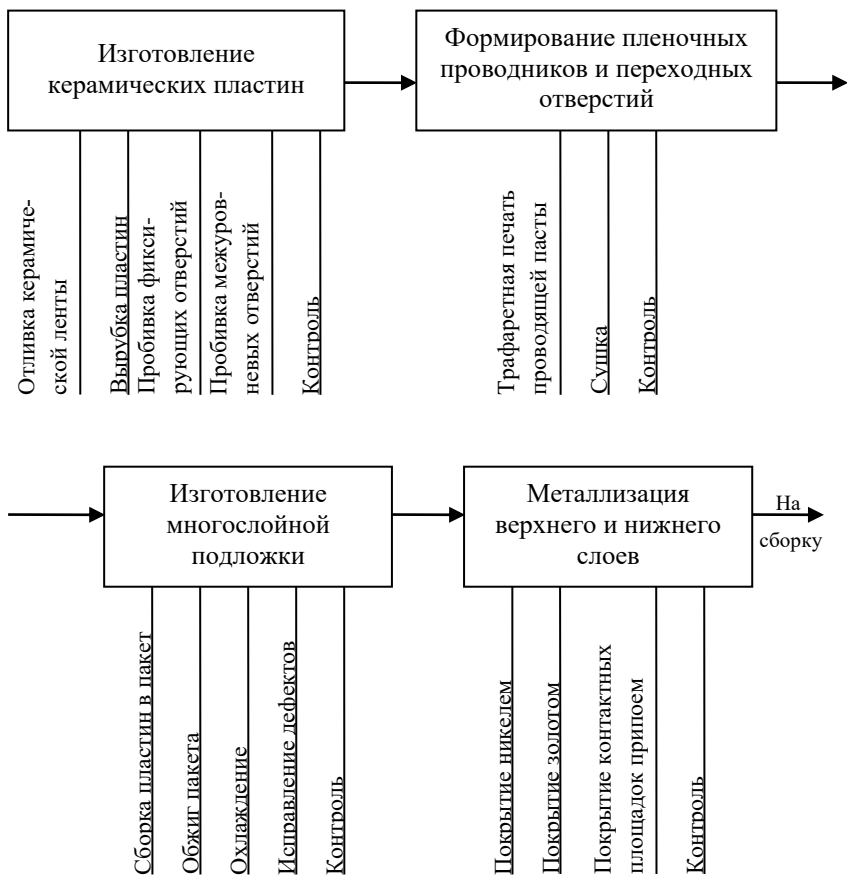 Изготовление
керамических пластин
Формирование пленочных
проводников и переходных
отверстий
Отливка керамиче-
ской ленты
Вырубка пластин
Пробивка фикси-
рующих отверстий
Пробивка межуров-
невых отверстий
Контроль
Трафаретная печать
проводящей пасты
Сушка
Контроль
Изготовление
многослойной
подложки
Металлизация
верхнего и нижнего
слоев
На
сборку
Сборка пластин в пакет
Обжиг пакета
Охлаждение
Исправление дефектов
Контроль
Покрытие никелем
Покрытие золотом
Покрытие контактных
площадок припоем
Контроль